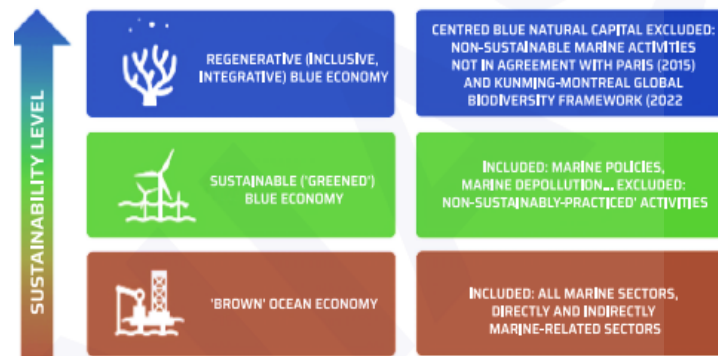 SUSTAINABILITY LEVEL
REGENERATIVE (INCLUSIVE,
INTEGRATIVE) BLUE ECONOMY
CENTRED BLUE NATURAL CAPITAL EXCLUDED:
NON-SUSTAINABLE MARINE ACTIVITIES
NOT IN AGREEMENT WITH PARIS (2015)
AND KUNMING-MONTREAL GLOBAL
BIODIVERSITY FRAMEWORK (2022
SUSTAINABLE ('GREENED')
BLUE ECONOMY
INCLUDED: MARINE POLICIES,
MARINE DEPOLLUTION... EXCLUDED:
NON-SUSTAINABLY-PRACTICED' ACTIVITIES
'BROWN' OCEAN ECONOMY
INCLUDED: ALL MARINE SECTORS,
DIRECTLY AND INDIRECTLY
MARINE-RELATED SECTORS